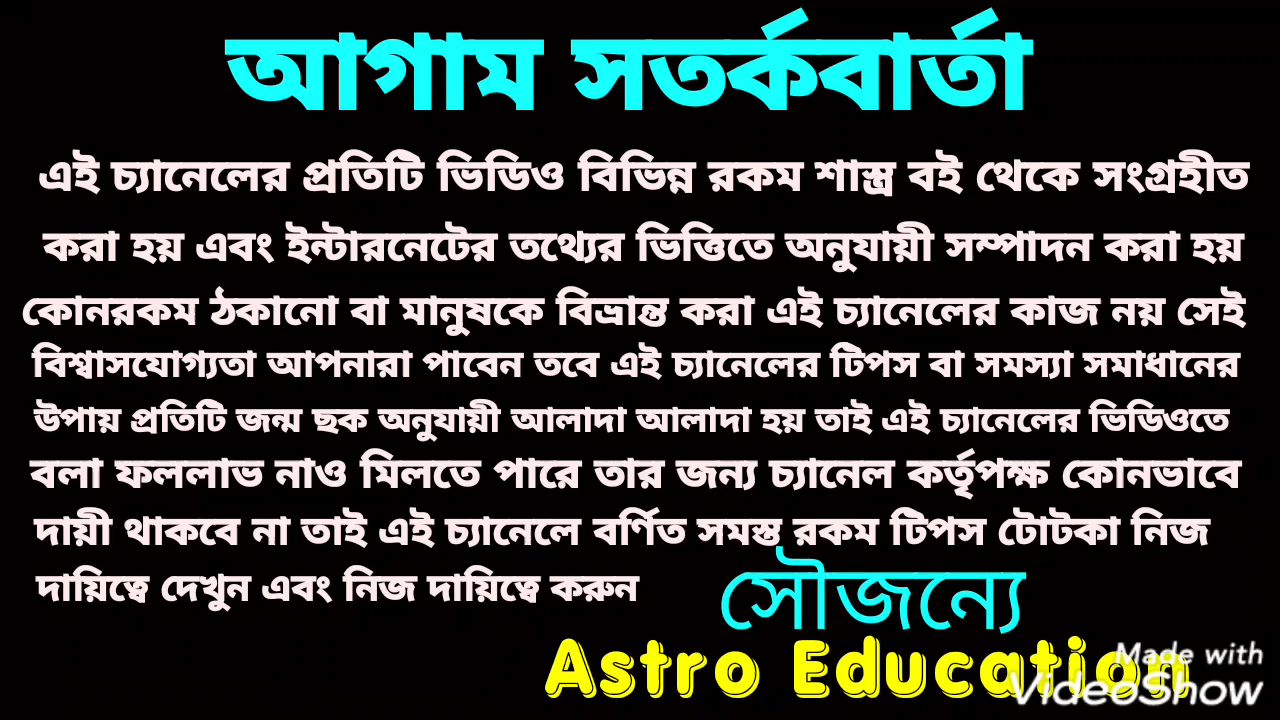 আগাম সতর্কবার্তা
এই চ্যানেলের প্রতিটি ভিডিও বিভিন্ন রকম শাস্ত্র বই থেকে সংগ্রহীত
করা হয় এবং ইন্টারনেটের তথ্যের ভিত্তিতে অনুযায়ী সম্পাদন করা হয়
কোনরকম ঠকানো বা মানুষকে বিভ্রান্ত করা এই চ্যানেলের কাজ নয় সেই
বিশ্বাসযোগ্যতা আপনারা পাবেন তবে এই চ্যানেলের টিপস বা সমস্যা সমাধানের
উপায় প্রতিটি জন্ম ছক অনুযায়ী আলাদা আলাদা হয় তাই এই চ্যানেলের ভিডিওতে
বলা ফললাভ নাও মিলতে পারে তার জন্য চ্যানেল কর্তৃপক্ষ কোনভাবে
দায়ী থাকবে না তাই এই চ্যানেলে বর্ণিত সমস্ত রকম টিপস টোটকা নিজ
দায়িত্বে দেখুন এবং নিজ দায়িত্বে করুন
সৌজন্যে
Astro Education
Made with
VideoShow